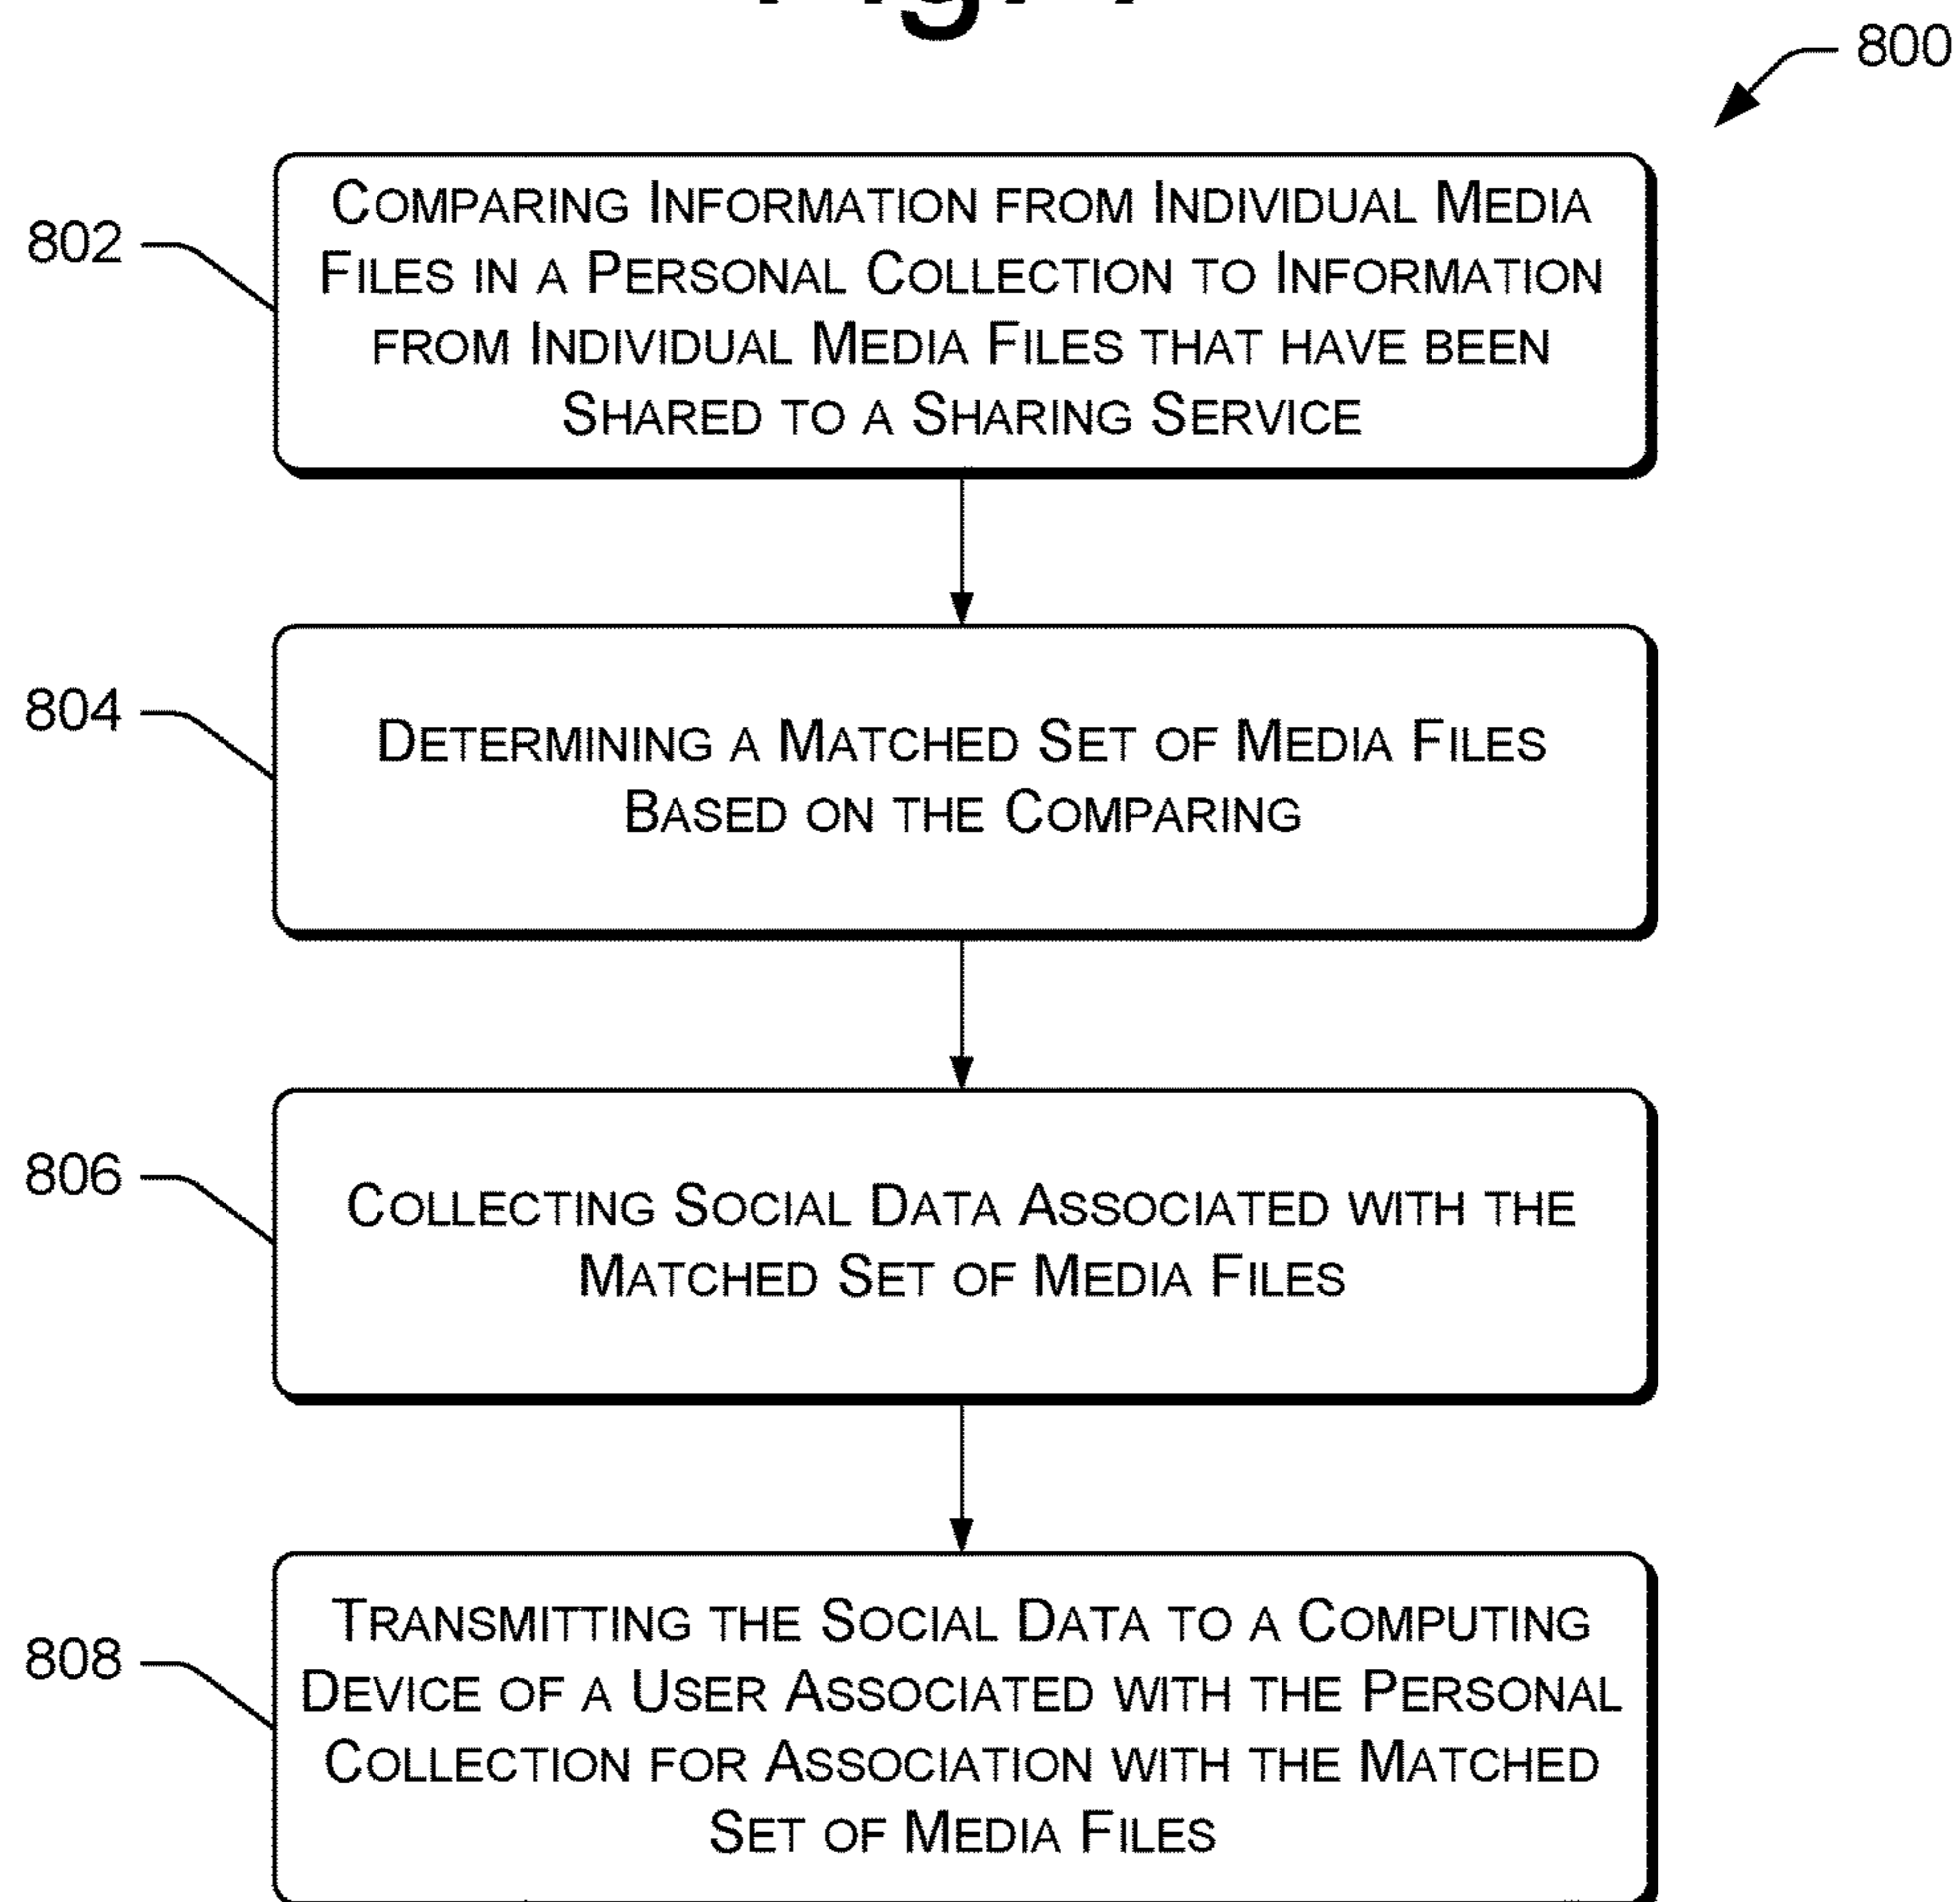 800
802
COMPARING INFORMATION FROM INDIVIDUAL MEDIA
FILES IN A PERSONAL COLLECTION TO INFORMATION
FROM INDIVIDUAL MEDIA FILES THAT HAVE BEEN
SHARED TO A SHARING SERVICE
804
DETERMINING A MATCHED SET OF MEDIA FILES
BASED ON THE COMPARING
806
COLLECTING SOCIAL DATA ASSOCIATED WITH THE
MATCHED SET OF MEDIA FILES
808
TRANSMITTING THE SOCIAL DATA TO A COMPUTING
DEVICE OF A USER ASSOCIATED WITH THE PERSONAL
COLLECTION FOR ASSOCIATION WITH THE MATCHED
SET OF MEDIA FILES